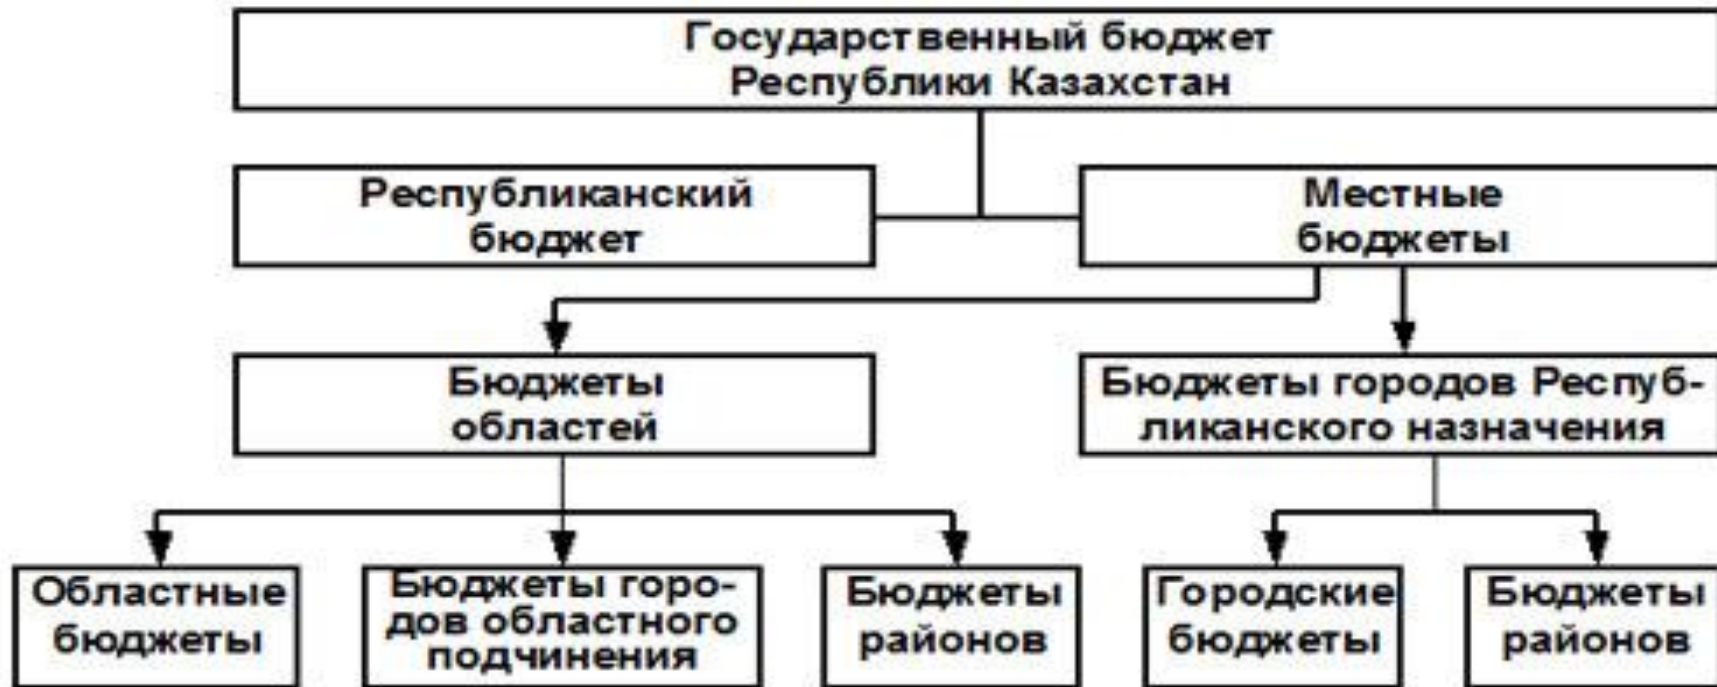 Государственный бюджет
Республики Казахстан
Республиканский
бюджет
Местные
бюджеты
Бюджеты
областей
Бюджеты городов Респуб-
ликанского назначения
Областные
бюджеты
Бюджеты горо-
дов областного
подчинения
Бюджеты
районов
Городские
бюджеты
Бюджеты
районов